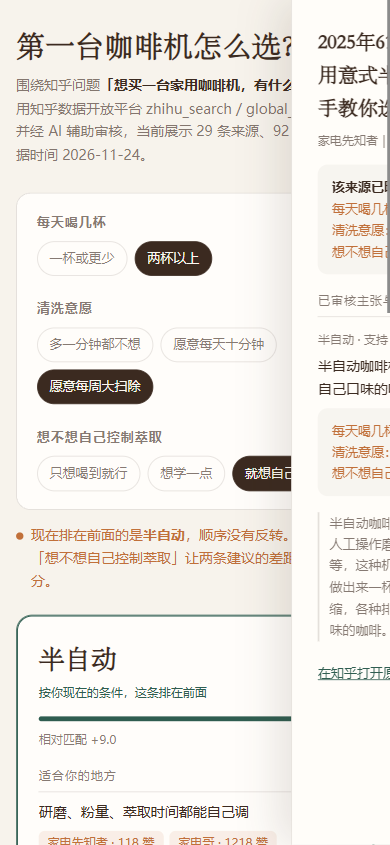 第一台咖啡机怎么选?
围绕知乎问题「想买一台家用咖啡机，有什么
用知乎数据开放平台 zhihu_search / global_
并经 AI 辅助审核，当前展示 29 条来源、92
据时间 2026-11-24。
每天喝几杯
一杯或更少 两杯以上
清洗意愿
多一分钟都不想 愿意每天十分钟
愿意每周大扫除
想不想自己控制萃取
只想喝到就行 想学一点 就想自己
现在排在前面的是半自动，顺序没有反转。
「想不想自己控制萃取」让两条建议的差距
分。
半自动
按你现在的条件，这条排在前面
相对匹配 +9.0
适合你的地方
研磨、粉量、萃取时间都能自己调
家电先知者 · 118 赞 家电哥 · 1218 赞
2025年6
用意式半
手教你选
家电先知者 |
该来源已
每天喝几
清洗意愿:
想不想自
已审核主张与
半自动 · 支持
半自动咖啡
自己口味的
每天喝几
清洗意愿:
想不想自
半自动咖啡
人工操作磨
等，这种机
做出来一杯
缩，各种拼
味的咖啡。
在知乎打开原